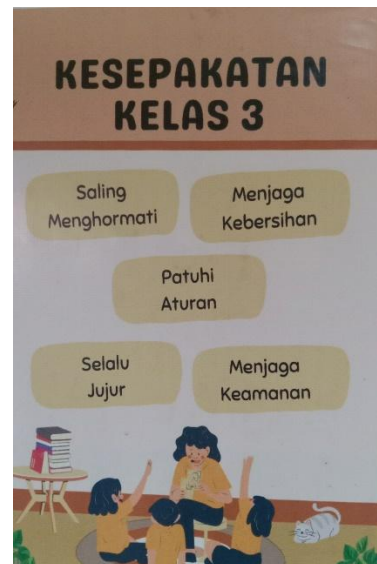 KESEPAKATAN
KELAS 3
Saling
Menghormati
Menjaga
Kebersihan
Patuhi
Aturan
Selalu
Jujur
Menjaga
Keamanan